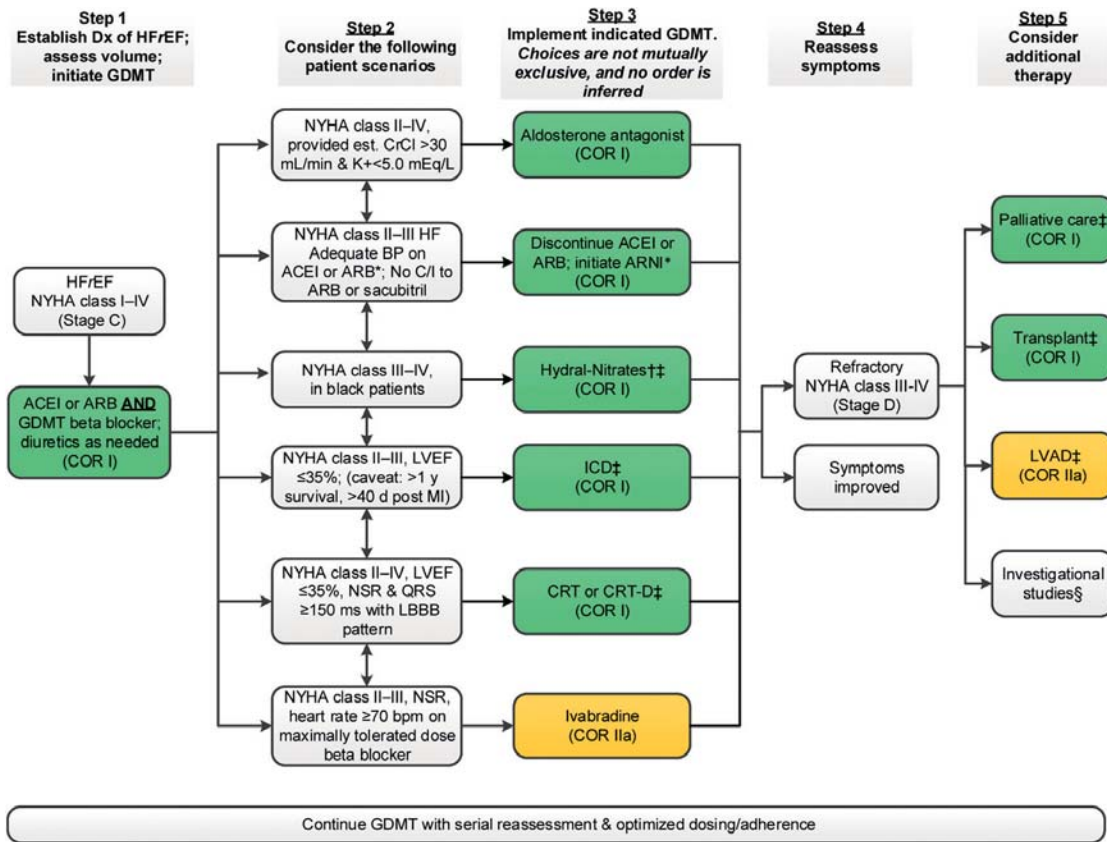 Step 1
Establish Dx of HFrEF;
assess volume;
initiate GDMT
Step 2
Consider the following
patient scenarios
Step 3
Implement indicated GDMT.
Choices are not mutually
exclusive, and no order is
inferred
Step 4
Reassess
symptoms
Step 5
Consider
additional
therapy
HFrEF
NYHA class I–IV
(Stage C)
ACEI or ARB AND
GDMT beta blocker;
diuretics as needed
(COR I)
NYHA class II–IV,
provided est. CrCl >30
mL/min & K+<5.0 mEq/L
NYHA class II–III HF
Adequate BP on
ACEI or ARB*; No C/I to
ARB or sacubitril
NYHA class III–IV,
in black patients
NYHA class II–III, LVEF
≤35%; (caveat: >1 y
survival, >40 d post MI)
NYHA class II–IV, LVEF
≤35%, NSR & QRS
≥150 ms with LBBB
pattern
NYHA class II–III, NSR,
heart rate ≥70 bpm on
maximally tolerated dose
beta blocker
Aldosterone antagonist
(COR I)
Discontinue ACEI or
ARB; initiate ARNI*
(COR I)
Hydral-Nitrates†‡
(COR I)
ICD‡
(COR I)
CRT or CRT-D‡
(COR I)
Ivabradine
(COR IIa)
Refractory
NYHA class III-IV
(Stage D)
Symptoms
improved
Palliative care‡
(COR I)
Transplant‡
(COR I)
LVAD‡
(COR IIa)
Investigational
studies§
Continue GDMT with serial reassessment & optimized dosing/adherence